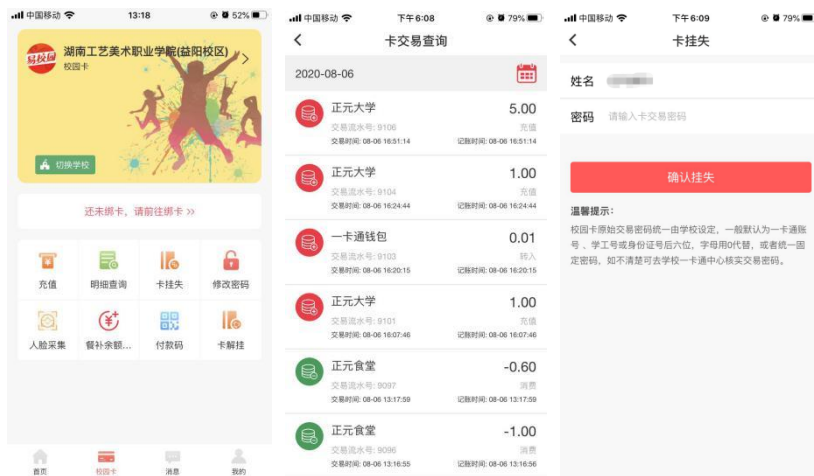 中国移动
13:18
52%
易校园
湖南工艺美术职业学院(益阳校区)
校园卡
切换学校
还未绑卡，请前往绑卡 >>
充值
明细查询
卡挂失
修改密码
人脸采集
餐补余额...
付款码
卡解挂
首页
校园卡
消息
我的
中国移动
下午6:08
79%
卡交易查询
2020-08-06
正元大学
5.00
交易流水号: 9106
充值
交易时间: 08-06 16:51:14
记账时间: 08-06 16:51:14
正元大学
1.00
交易流水号: 9104
充值
交易时间: 08-06 16:24:44
记账时间: 08-06 16:24:44
一卡通钱包
0.01
交易流水号: 9103
转入
交易时间: 08-06 16:20:15
记账时间: 08-06 16:20:15
正元大学
1.00
交易流水号: 9101
充值
交易时间: 08-06 16:07:46
记账时间: 08-06 16:07:46
正元食堂
-0.60
交易流水号: 9097
消费
交易时间: 08-06 13:17:59
记账时间: 08-06 13:17:59
正元食堂
-1.00
交易流水号: 9096
消费
交易时间: 08-06 13:16:55
记账时间: 08-06 13:16:56
中国移动
下午6:09
79%
卡挂失
姓名
密码 请输入卡交易密码
确认挂失
温馨提示：
校园卡原始交易密码统一由学校设定，一般默认为一卡通账
号 、学工号或身份证号后六位，字母用0代替，或者统一固
定密码，如不清楚可去学校一卡通中心核实交易密码。